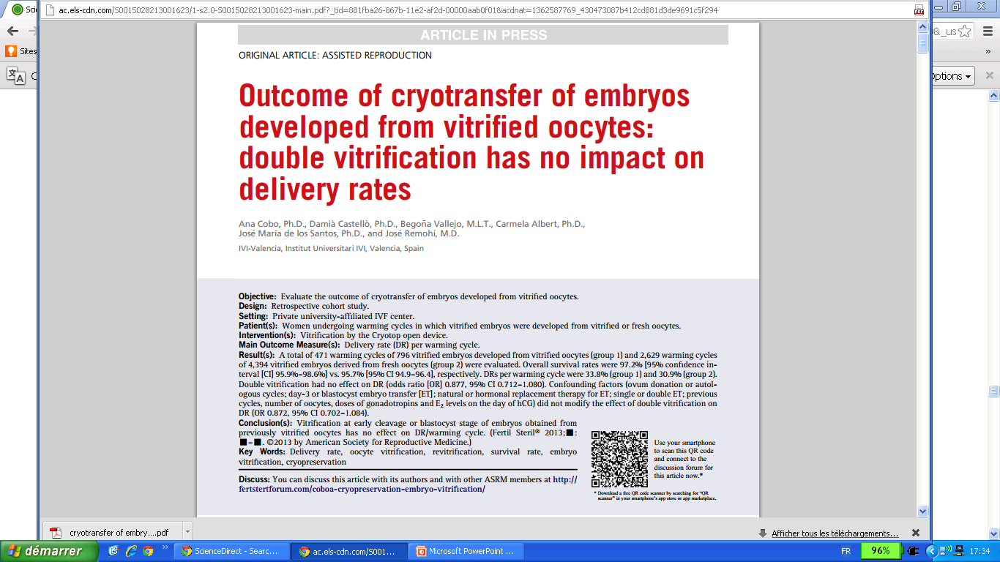 Sc
ac.els-cdn.com/S0015028213001623/1-s2.0-S0015028213001623-main.pdf?_tid=881fba26-867b-11e2-af2d-00000aab0f01&acdnat=1362587769_430473087b412cd881d3de9691c5f294
0&_us
Sites
Options
ARTICLE IN PRESS
ORIGINAL ARTICLE: ASSISTED REPRODUCTION
Outcome of cryotransfer of embryos
developed from vitrified oocytes:
double vitrification has no impact on
delivery rates
Ana Cobo, Ph.D., Damià Castellò, Ph.D., Begoña Vallejo, M.L.T., Carmela Albert, Ph.D.,
José María de los Santos, Ph.D., and José Remohí, M.D.
IVI-Valencia, Institut Universitari IVI, Valencia, Spain
Objective: Evaluate the outcome of cryotransfer of embryos developed from vitrified oocytes.
Design: Retrospective cohort study.
Setting: Private university-affiliated IVF center.
Patient(s): Women undergoing warming cycles in which vitrified embryos were developed from vitrified or fresh oocytes.
Intervention(s): Vitrification by the Cryotop open device.
Main Outcome Measure(s): Delivery rate (DR) per warming cycle.
Result(s): A total of 471 warming cycles of 796 vitrified embryos developed from vitrified oocytes (group 1) and 2,629 warming cycles
of 4,394 vitrified embryos derived from fresh oocytes (group 2) were evaluated. Overall survival rates were 97.2% [95% confidence in-
terval [CI] 95.9%–98.6%] vs. 95.7% [95% CI 94.9–96.4], respectively. DRs per warming cycle were 33.8% (group 1) and 30.9% (group 2).
Double vitrification had no effect on DR (odds ratio [OR] 0.877, 95% CI 0.712–1.080). Confounding factors (ovum donation or autol-
ogous cycles; day-3 or blastocyst embryo transfer [ET]; natural or hormonal replacement therapy for ET; single or double ET; previous
cycles, number of oocytes, doses of gonadotropins and E₂ levels on the day of hCG) did not modify the effect of double vitrification on
DR (OR 0.872, 95% CI 0.702–1.084).
Conclusion(s): Vitrification at early cleavage or blastocyst stage of embryos obtained from
previously vitrified oocytes has no effect on DR/warming cycle. (Fertil Steril® 2013;■:
■–■. ©2013 by American Society for Reproductive Medicine.)
Key Words: Delivery rate, oocyte vitrification, revitrification, survival rate, embryo
vitrification, cryopreservation
Discuss: You can discuss this article with its authors and with other ASRM members at http://
fertstertforum.com/coboa-cryopreservation-embryo-vitrification/
Use your smartphone
to scan this QR code
and connect to the
discussion forum for
this article now.*
* Download a free QR code scanner by searching for "QR
scanner" in your smartphone's app store or app marketplace.
cryotransfer of embry....pdf
Afficher tous les téléchargements...
démarrer
ScienceDirect - Searc...
ac.els-cdn.com/S001...
Microsoft PowerPoint ...
FR
96%
17:34